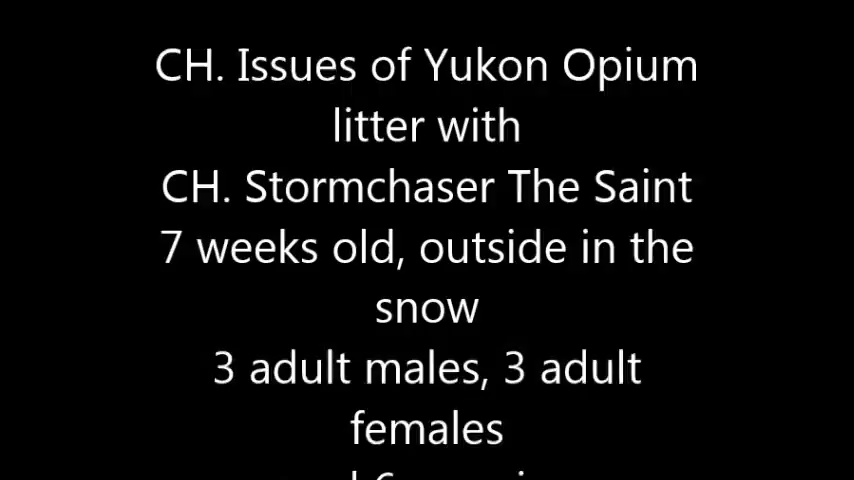 CH. Issues of Yukon Opium
litter with
CH. Stormchaser The Saint
7 weeks old, outside in the
snow
3 adult males, 3 adult
females